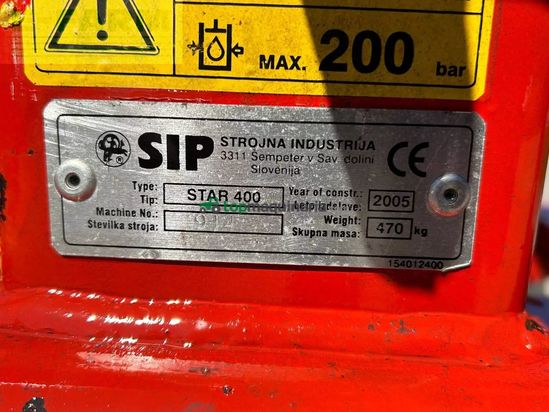 MAX. 200 bar
SIP STROJNA INDUSTRIJA
3311 Šempeter v Sav. dolini
Slovenija
CE
Type: STAR 400 Year of constr.: 2005
Tip: Leto izdelave:
Machine No.: Weight: 470 kg
Številka stroja: Skupna masa:
154012400